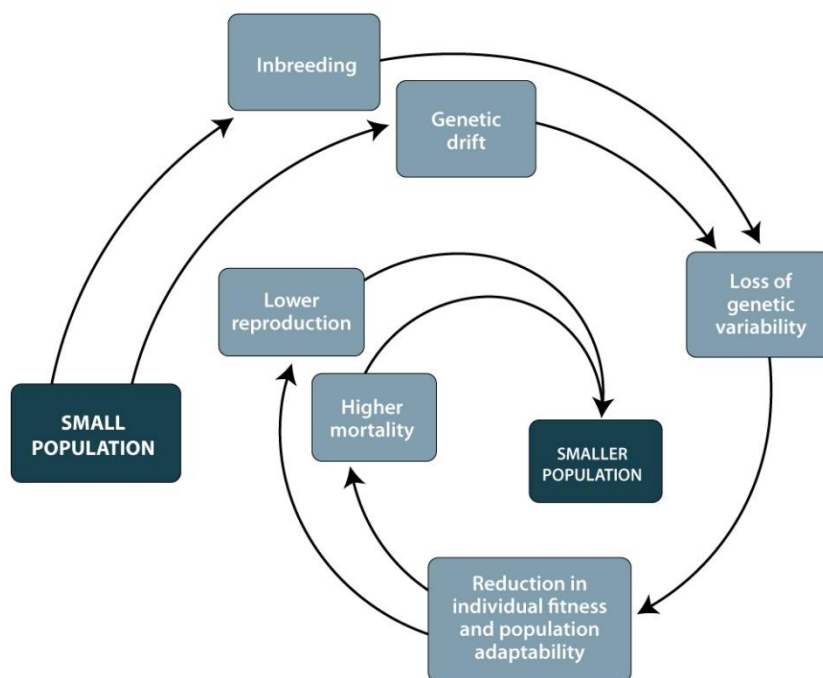 Inbreeding
Genetic
drift
Loss of
genetic
variability
Lower
reproduction
Higher
mortality
SMALL
POPULATION
SMALLER
POPULATION
Reduction in
individual fitness
and population
adaptability